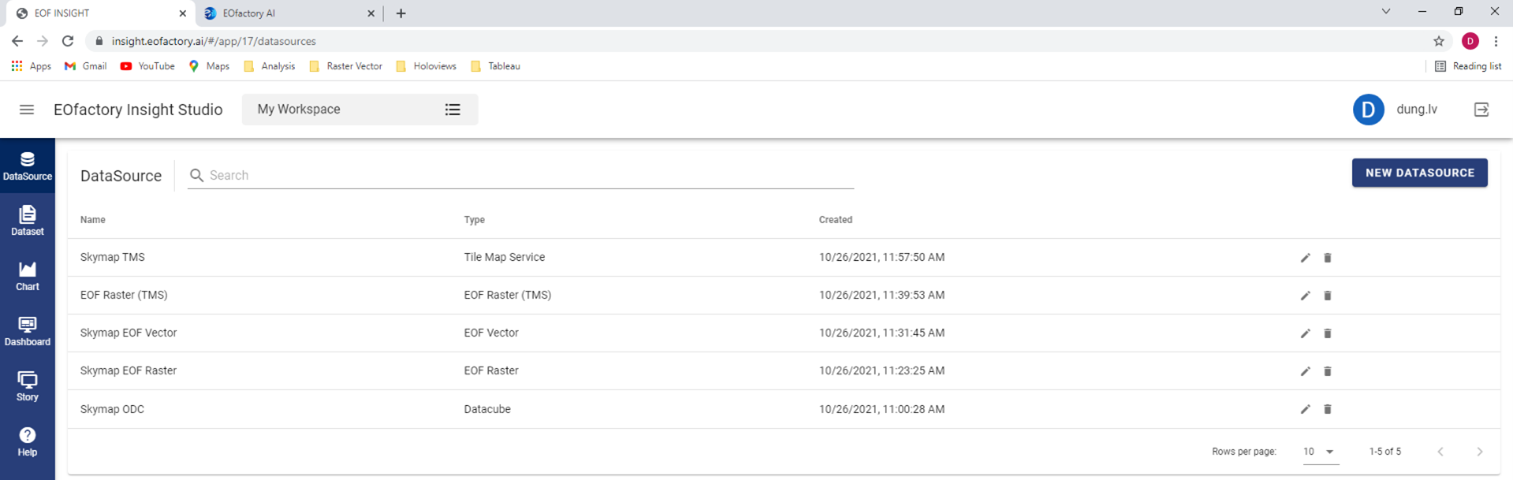 EOF INSIGHT
EOfactory AI
insight.eofactory.ai/#/app/17/datasources
D
Apps Gmail YouTube Maps Analysis Raster Vector Holoviews Tableau Reading list
EOfactory Insight Studio My Workspace D dung.lv
DataSource
Dataset
Chart
Dashboard
Story
Help
DataSource Search NEW DATASOURCE
Name Type Created
Skymap TMS Tile Map Service 10/26/2021, 11:57:50 AM
EOF Raster (TMS) EOF Raster (TMS) 10/26/2021, 11:39:53 AM
Skymap EOF Vector EOF Vector 10/26/2021, 11:31:45 AM
Skymap EOF Raster EOF Raster 10/26/2021, 11:23:25 AM
Skymap ODC Datacube 10/26/2021, 11:00:28 AM
Rows per page: 10 1-5 of 5